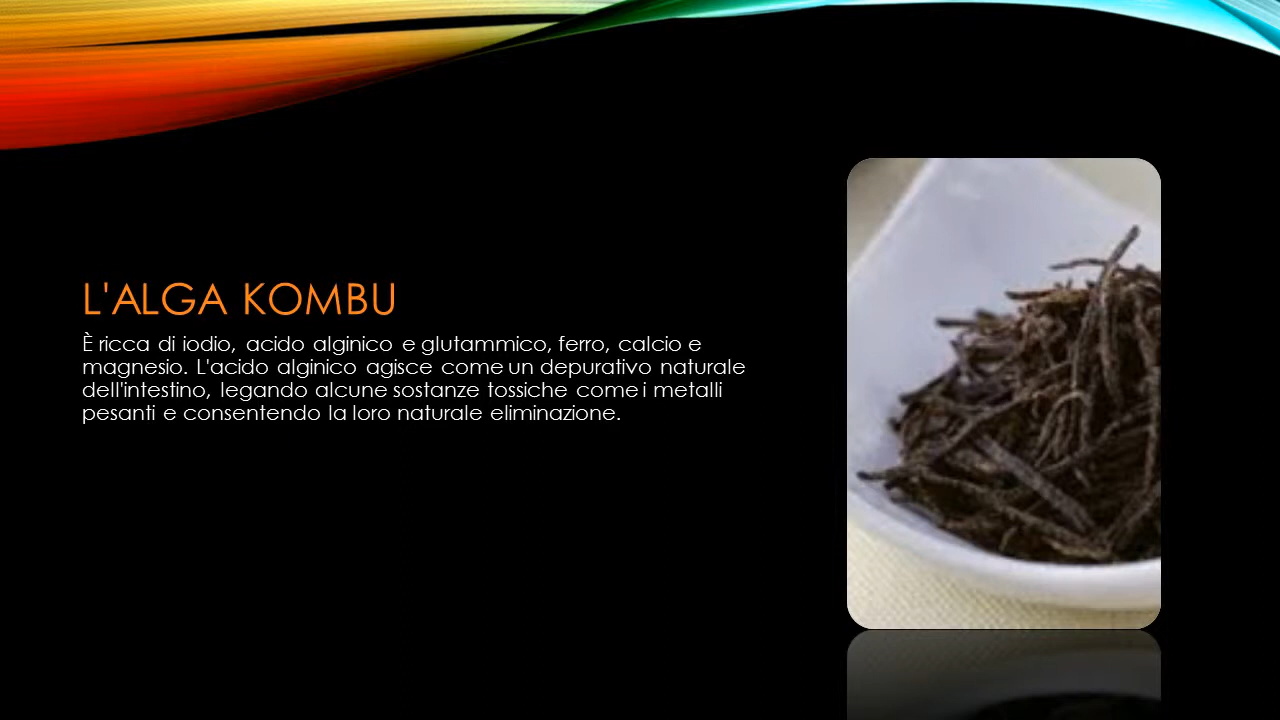 L'ALGA KOMBU
È ricca di iodio, acido alginico e glutammico, ferro, calcio e
magnesio. L'acido alginico agisce come un depurativo naturale
dell'intestino, legando alcune sostanze tossiche come i metalli
pesanti e consentendo la loro naturale eliminazione.